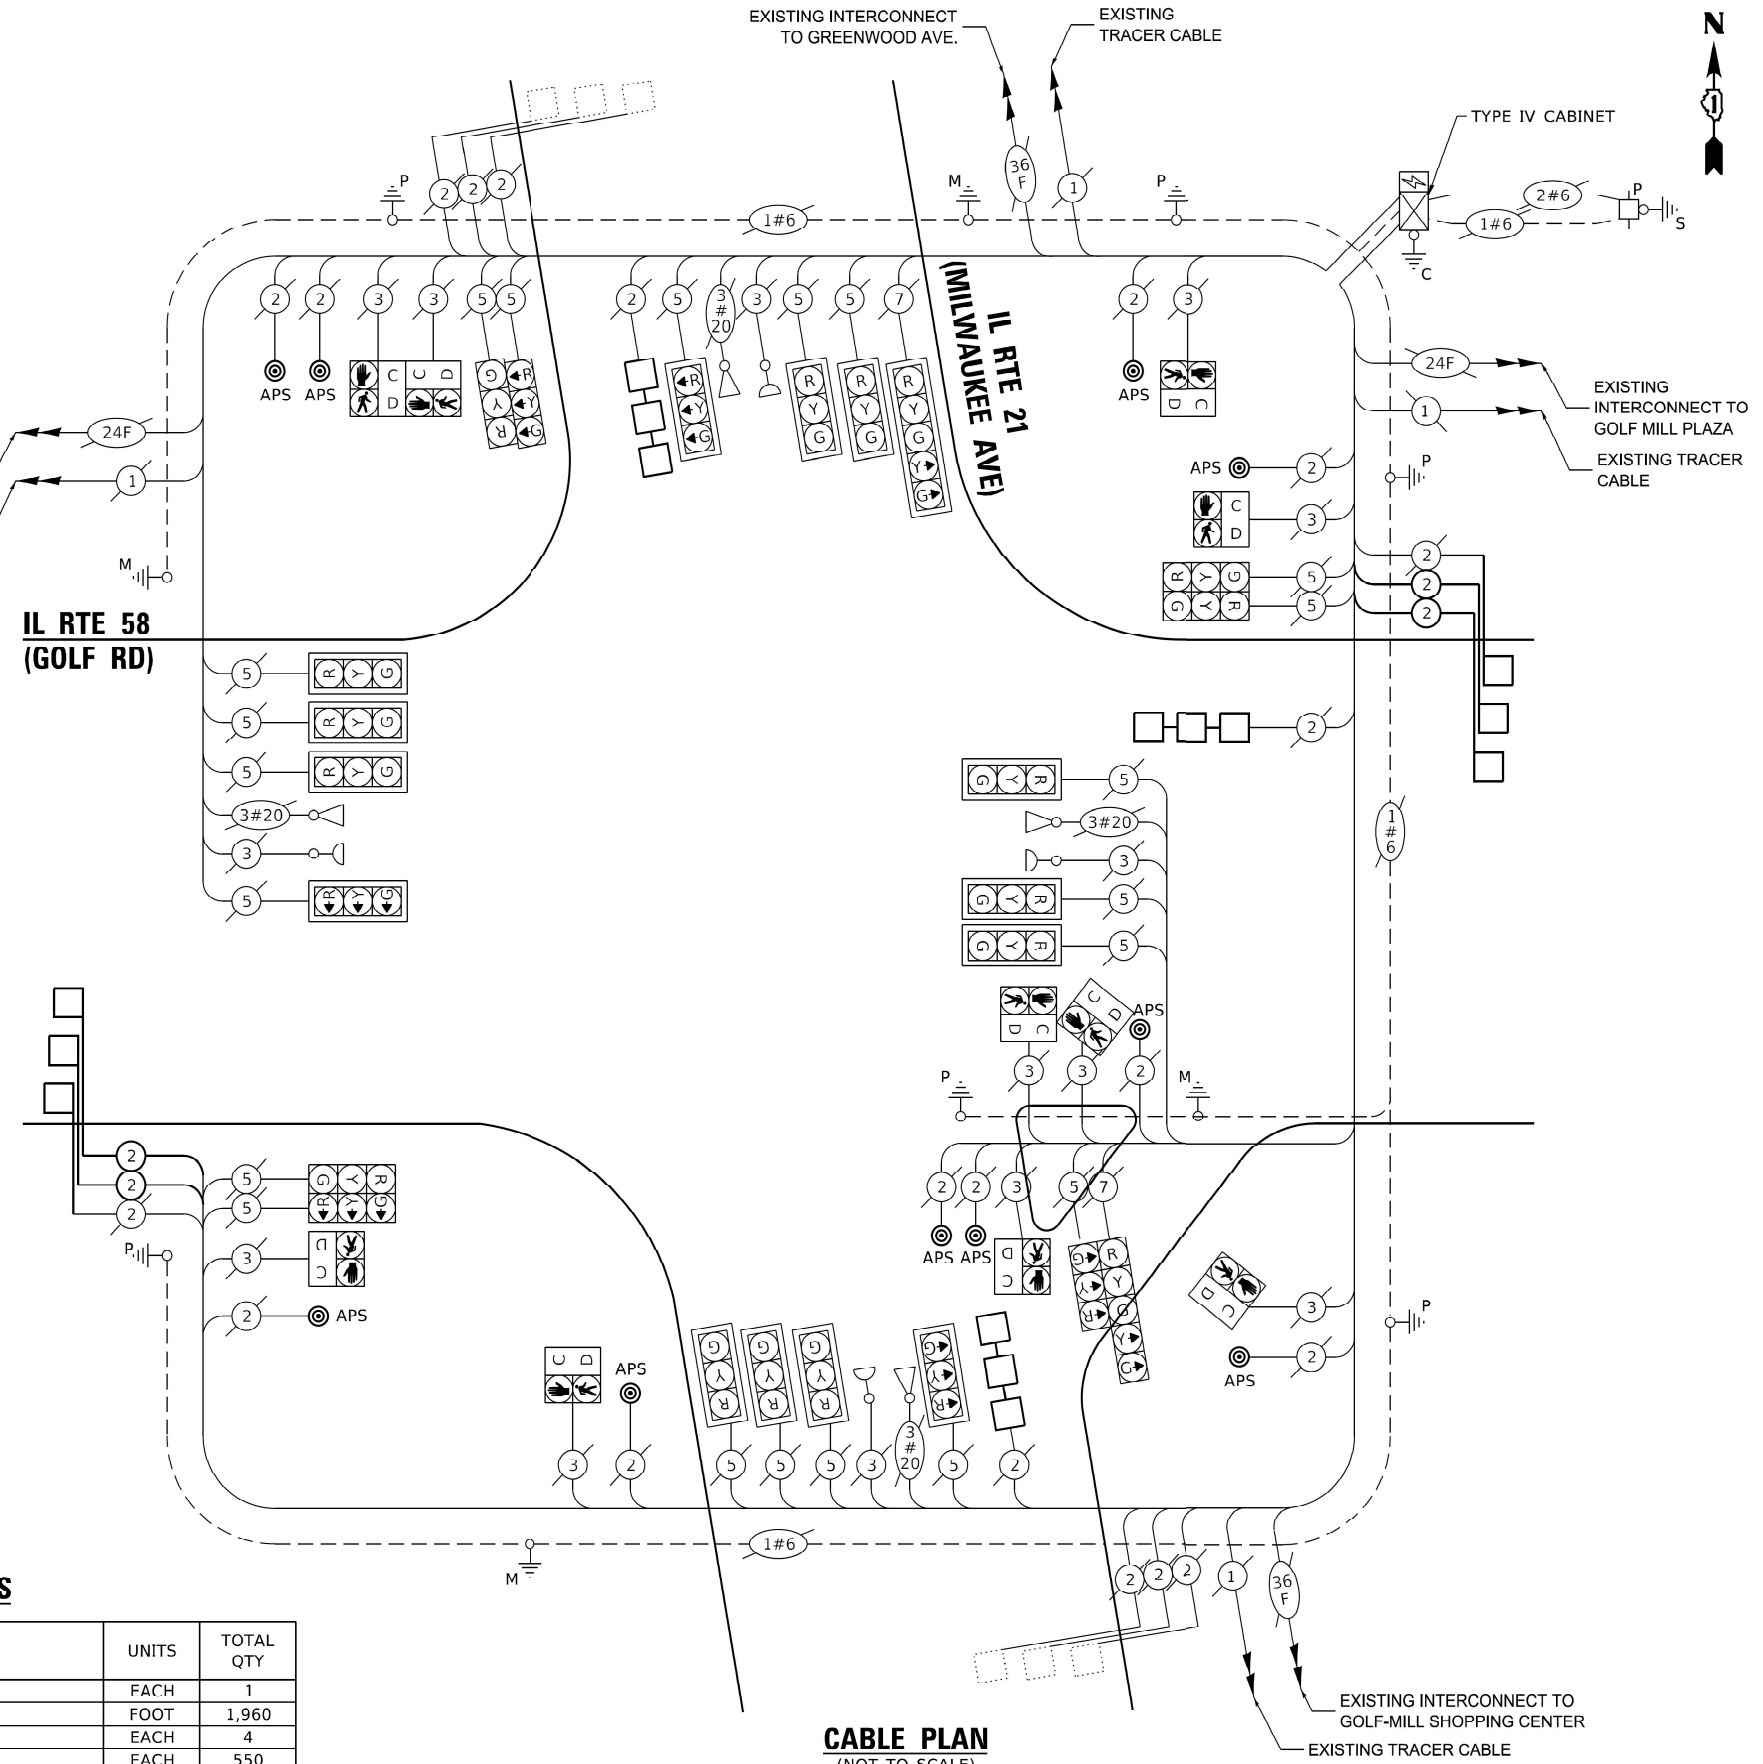 EXISTING INTERCONNECT
TO GREENWOOD AVE.
EXISTING
TRACER CABLE
N
1
TYPE IV CABINET
P
M
P
36
F
1
2 2 2
1#6
2#6
1#6
P
S
C
2 2 3 3 5 5
2 5
3
#
20
3 5 5 7
2 3
APS APS
C
D
C D
G
Y
R
R
Y
G
R
Y
G
R
Y
G
R
Y
G
R
Y
G
Y
G
IL RTE 21
(MILWAUKEE AVE)
APS
D C
24F
1
EXISTING
INTERCONNECT TO
GOLF MILL PLAZA
EXISTING TRACER
CABLE
24F
1
M
P
APS 2
C
D
3
R Y G 5
G Y R 5
2
2
2
IL RTE 58
(GOLF RD)
5 R Y G
5 R Y G
5 R Y G
3#20
3
5 R Y G
2
G Y R 5
3#20
3
G Y R 5
G Y R 5
1
#
6
D C
C D
APS
3 3 2
P
M
2
2
2
P
5 G Y R
5 R Y G
3
D
C
2 APS
2 2 3 5 7
APS APS
D
C
G
Y
R
R
Y
G
Y
G
D C
3
2
APS
P
C D
APS
G
Y
R
G
Y
R
G
Y
R
G
Y
R
3 2 5 5 5 3
3
#
20
5 2
M
1#6
2 2 2 1
36
F
S
UNITS
TOTAL
QTY
EACH 1
FOOT 1,960
EACH 4
EACH 550
CABLE PLAN
(NOT TO SCALE)
EXISTING INTERCONNECT TO
GOLF-MILL SHOPPING CENTER
EXISTING TRACER CABLE